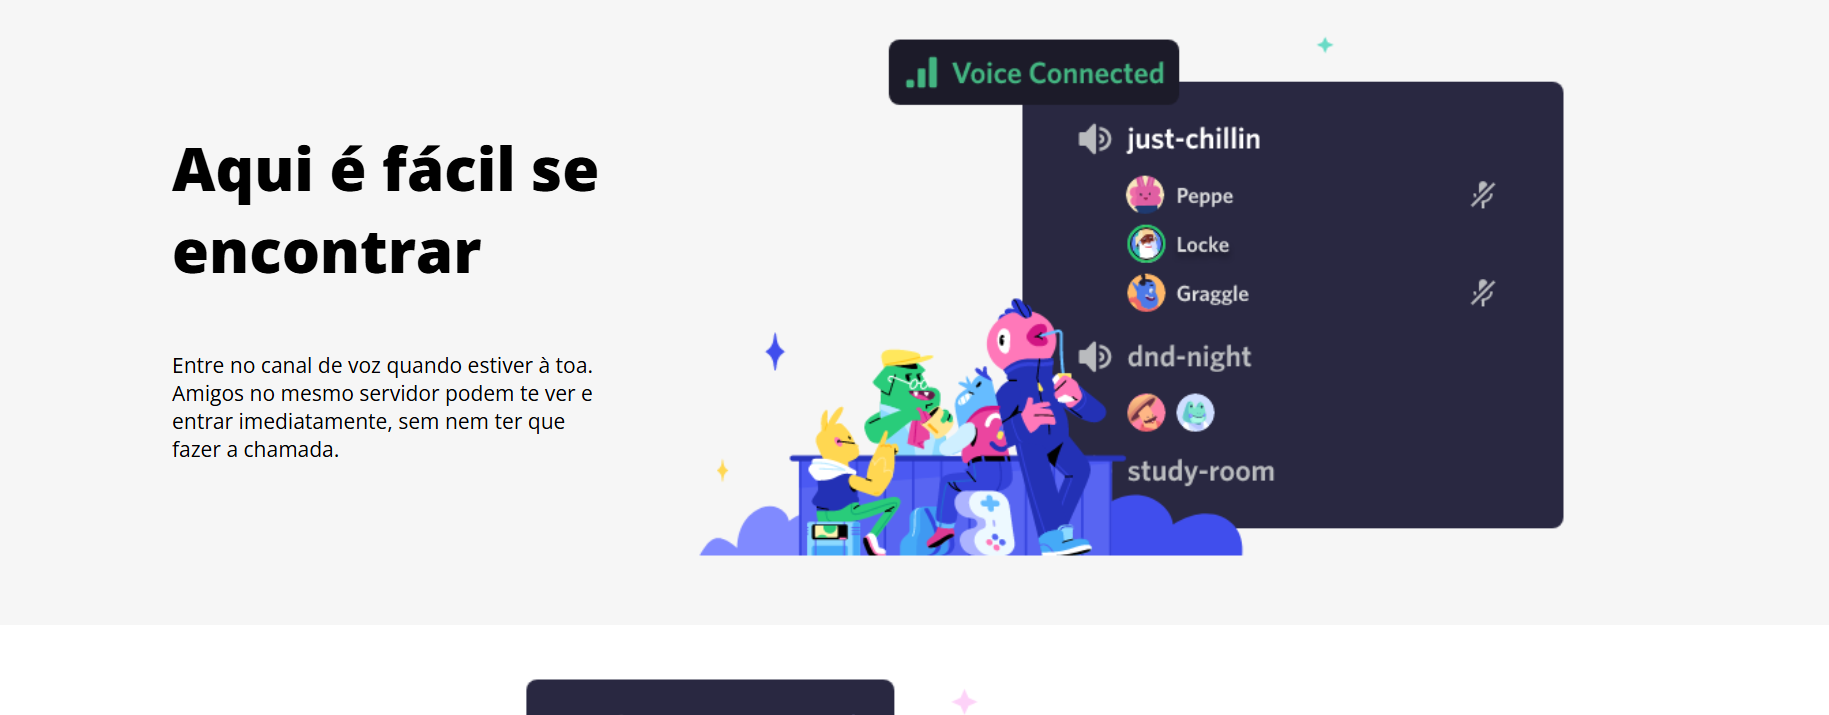 Voice Connected
Aqui é fácil se
encontrar
Entre no canal de voz quando estiver à toa.
Amigos no mesmo servidor podem te ver e
entrar imediatamente, sem nem ter que
fazer a chamada.
just-chillin
Peppe
Locke
Graggle
dnd-night
study-room